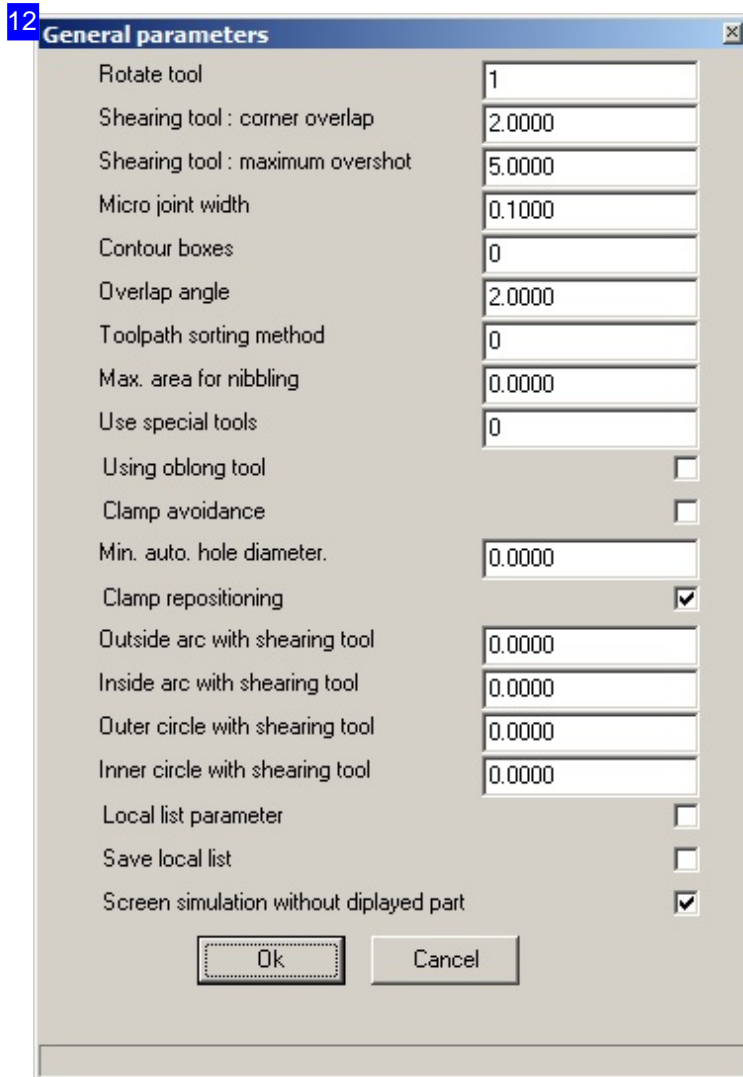 12
General parameters
Rotate tool 1
Shearing tool : corner overlap 2.0000
Shearing tool : maximum overshot 5.0000
Micro joint width 0.1000
Contour boxes 0
Overlap angle 2.0000
Toolpath sorting method 0
Max. area for nibbling 0.0000
Use special tools 0
Using oblong tool
Clamp avoidance
Min. auto. hole diameter. 0.0000
Clamp repositioning
Outside arc with shearing tool 0.0000
Inside arc with shearing tool 0.0000
Outer circle with shearing tool 0.0000
Inner circle with shearing tool 0.0000
Local list parameter
Save local list
Screen simulation without diplayed part
Ok Cancel